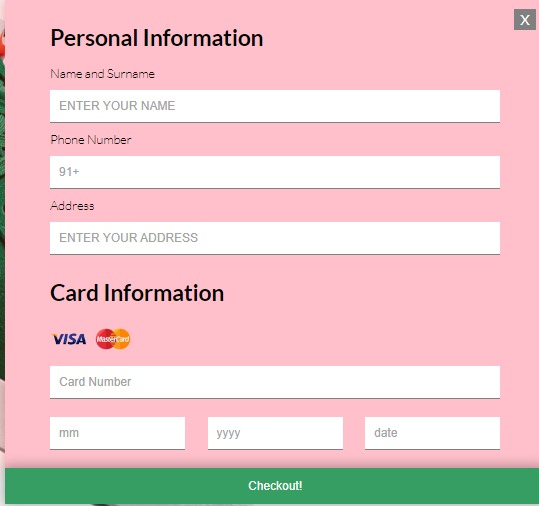 X
Personal Information
Name and Surname
ENTER YOUR NAME
Phone Number
91+
Address
ENTER YOUR ADDRESS
Card Information
VISA MasterCard
Card Number
mm yyyy date
Checkout!